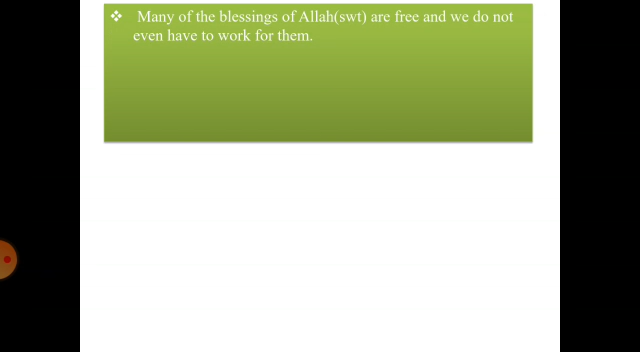 ❖ Many of the blessings of Allah(swt) are free and we do not
even have to work for them.